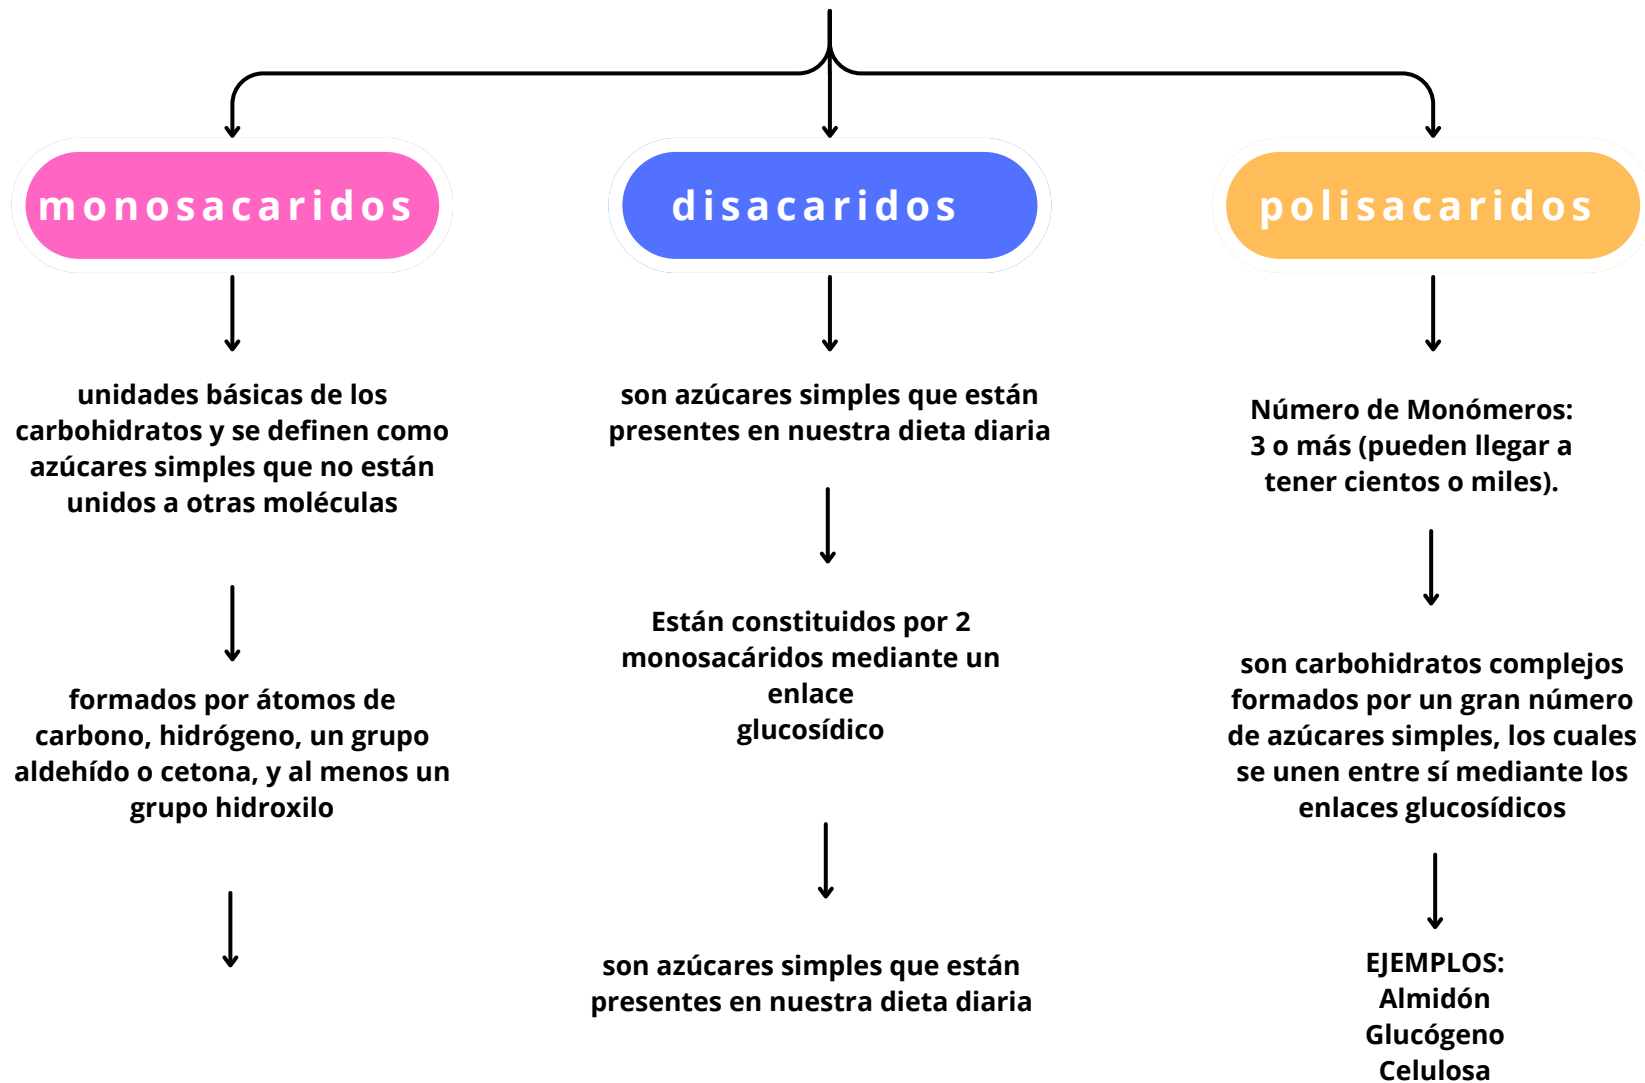 monosacaridos
disacaridos
polisacaridos
unidades básicas de los
carbohidratos y se definen como
azúcares simples que no están
unidos a otras moléculas
formados por átomos de
carbono, hidrógeno, un grupo
aldehído o cetona, y al menos un
grupo hidroxilo
son azúcares simples que están
presentes en nuestra dieta diaria
Están constituidos por 2
monosacáridos mediante un
enlace
glucosídico
son azúcares simples que están
presentes en nuestra dieta diaria
Número de Monómeros:
3 o más (pueden llegar a
tener cientos o miles).
son carbohidratos complejos
formados por un gran número
de azúcares simples, los cuales
se unen entre sí mediante los
enlaces glucosídicos
EJEMPLOS:
Almidón
Glucógeno
Celulosa